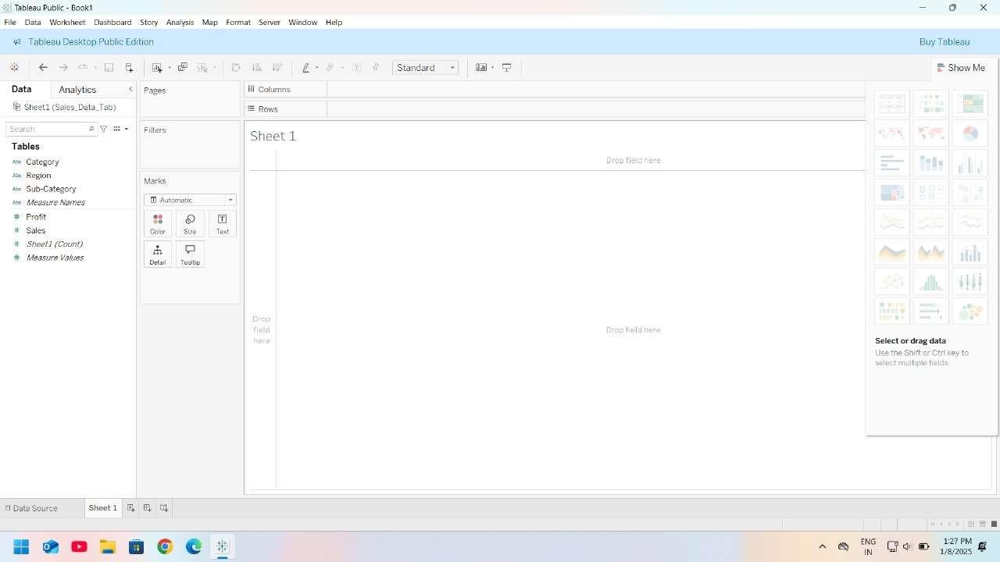 Tableau Public - Book1
File Data Worksheet Dashboard Story Analysis Map Format Server Window Help
Tableau Desktop Public Edition
Buy Tableau
Standard
Show Me
Data
Analytics
Pages
Columns
Sheet1 (Sales_Data_Tab)
Rows
Search
Filters
Sheet 1
Tables
Category
Drop field here
Region
Marks
Sub-Category
Abc
Abc
Abc
Abc
Measure Names
Automatic
Profit
Sales
Color
Size
Text
Sheet1 (Count)
Measure Values
Detail
Tooltip
Drop
field
here
Drop field here
Select or drag data
Use the Shift or Ctrl key to
select multiple fields
Data Source
Sheet 1
ENG
IN
1:27 PM
1/8/2025